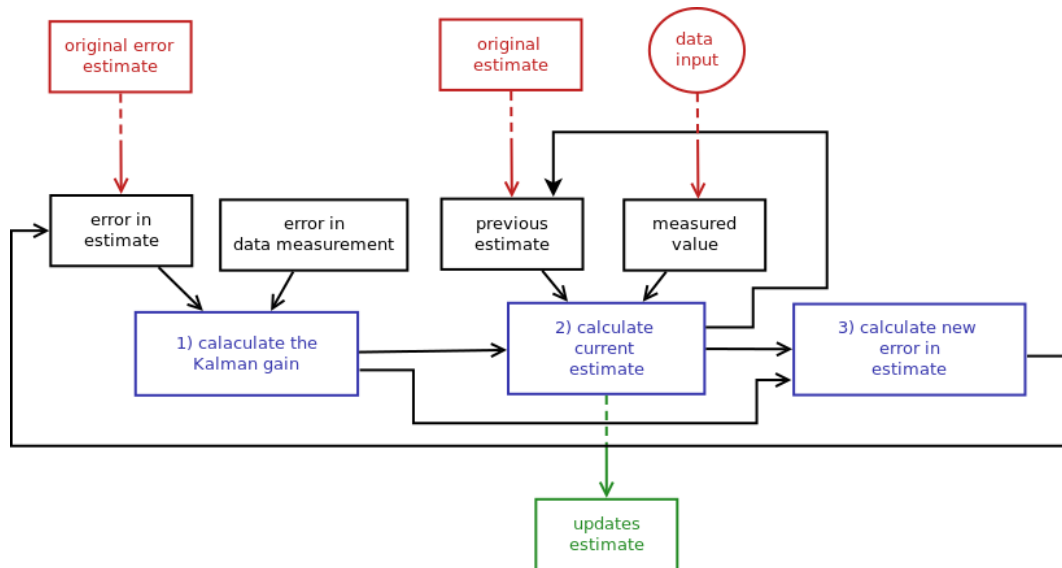 original error
estimate
original
estimate
data
input
error in
estimate
error in
data measurement
previous
estimate
measured
value
1) calaculate the
Kalman gain
2) calculate
current
estimate
3) calculate new
error in
estimate
updates
estimate